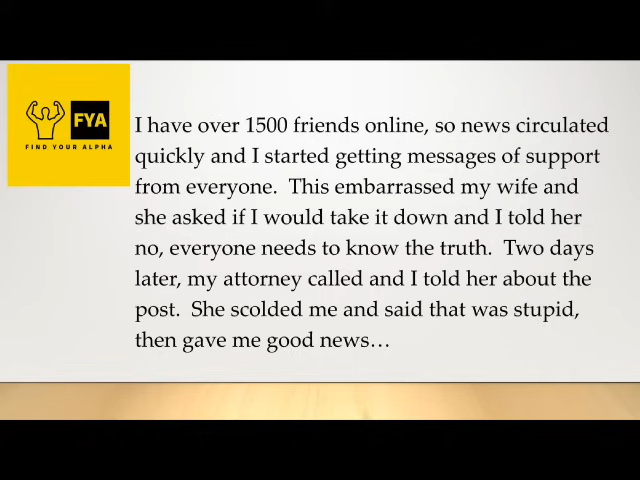 FYA
FIND YOUR ALPHA
I have over 1500 friends online, so news circulated
quickly and I started getting messages of support
from everyone.  This embarrassed my wife and
she asked if I would take it down and I told her
no, everyone needs to know the truth.  Two days
later, my attorney called and I told her about the
post.  She scolded me and said that was stupid,
then gave me good news…